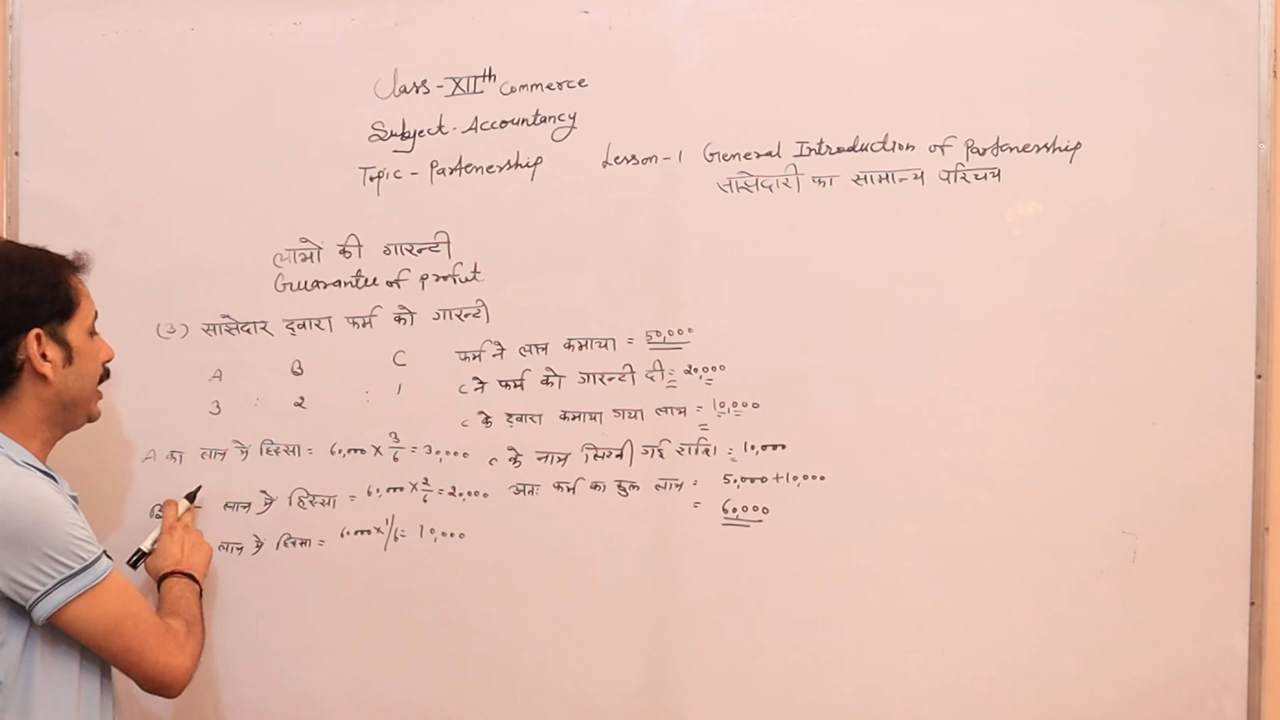 Class-XIIth Commerce
Subject-Accountancy
Topic-Partenership
Lesson-1 General Introduction of Partenership
साझेदारी का सामान्य परिचय
लाभों की गारन्टी
Guarantee of profit
(3) साझेदार द्वारा फर्म को गारन्टी
A B C
3 : 2 : 1
फर्म ने लाभ कमाया = 50,000
C ने फर्म को गारन्टी दी = 20,000
C के द्वारा कमाया गया लाभ = 10,000
C के नाम लिखी गई राशि = 10,000
अतः फर्म का कुल लाभ = 50,000+10,000
= 60,000
A का लाभ में हिस्सा = 60,000 x 3/6 = 30,000
B लाभ में हिस्सा = 60,000 x 2/6 = 20,000
लाभ में हिस्सा = 60,000 x 1/6 = 10,000